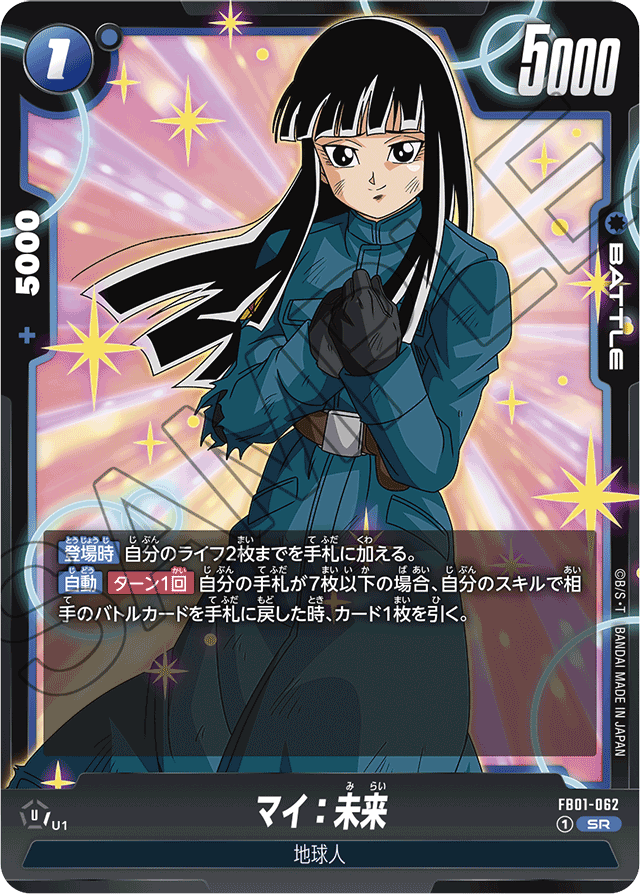 1
5000
+ 5000
BATTLE
SAMPLE
登場時 自分のライフ2枚までを手札に加える。
自動 ターン1回 自分の手札が7枚以下の場合、自分のスキルで相
手のバトルカードを手札に戻した時、カード1枚を引く。
©B/S・T BANDAI MADE IN JAPAN
U U1
マイ：未来
FB01-062
1 SR
地球人